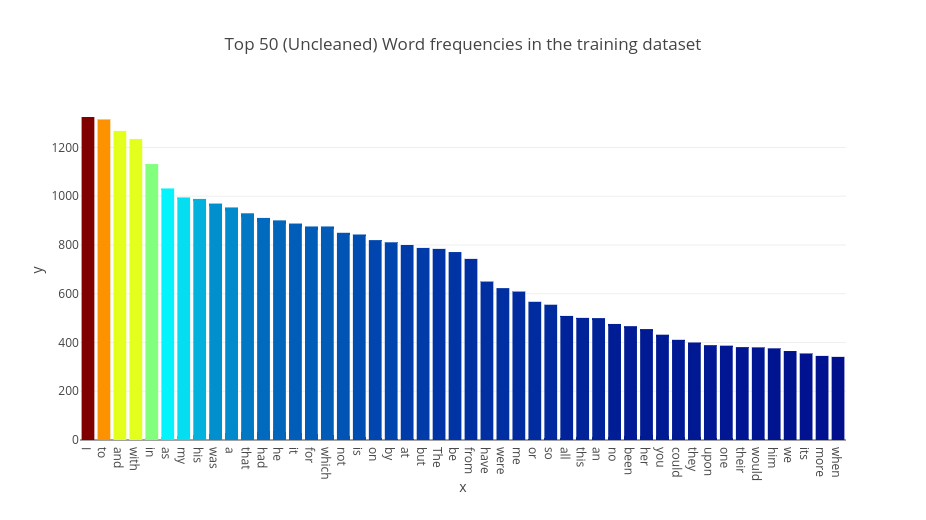 Top 50 (Uncleaned) Word frequencies in the training dataset
1200
1000
800
600
400
200
0
y
I
to
and
with
in
as
my
his
was
a
that
had
he
it
for
which
not
is
on
by
at
but
The
be
from
have
were
me
or
so
all
this
an
no
been
her
you
could
they
upon
one
their
would
him
we
its
more
when
x